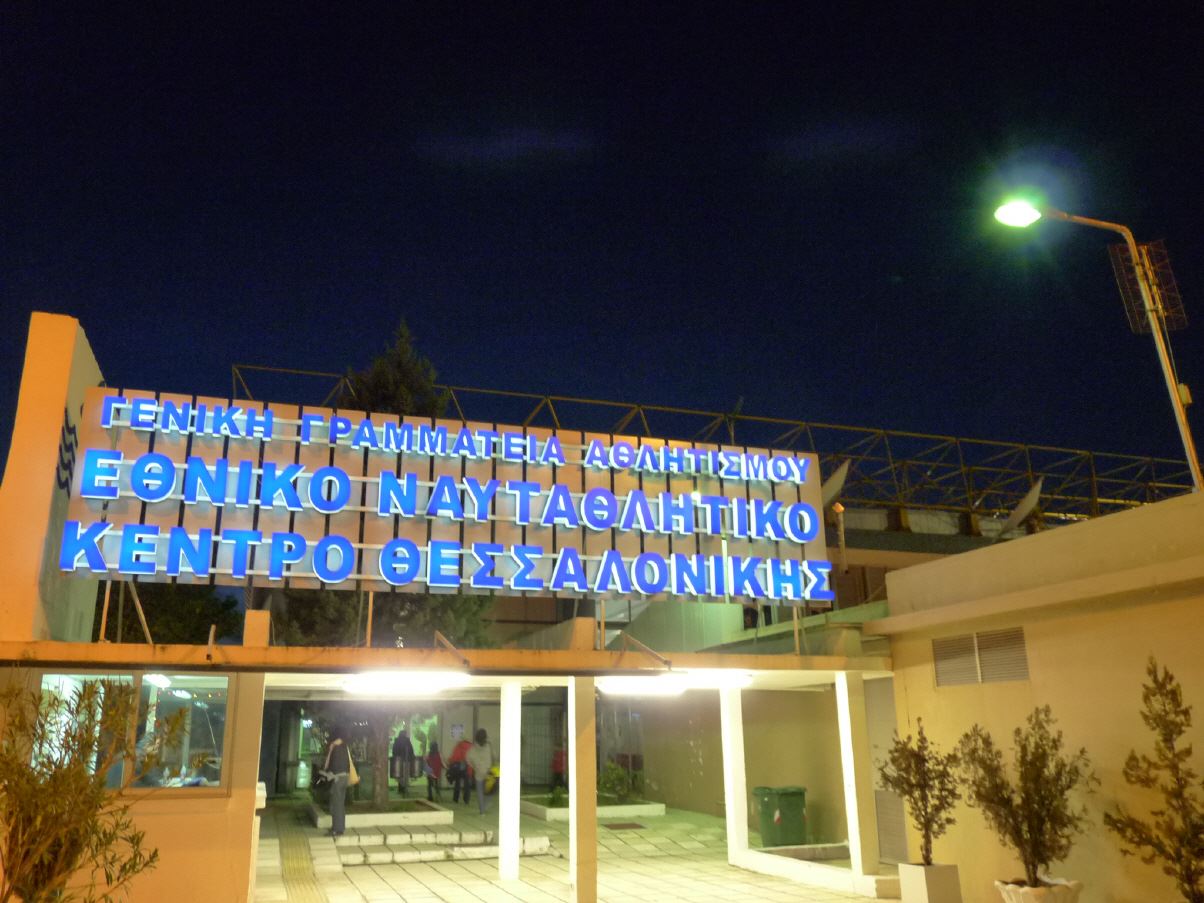 ΓΕΝΙΚΗ ΓΡΑΜΜΑΤΕΙΑ ΑΘΛΗΤΙΣΜΟΥ
ΕΘΝΙΚΟ ΝΑΥΤΑΘΛΗΤΙΚΟ
ΚΕΝΤΡΟ ΘΕΣΣΑΛΟΝΙΚΗΣ